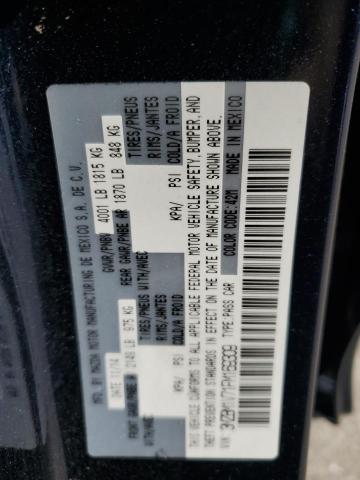 MFD BY MAZDA MOTOR MANUFACTURING DE MEXICO S.A. DE C.V.
DATE: 11/14 GVWR/PNBV 4001 LB 1815 KG
FRONT GAWR/PNBE AV 2149 LB 975 KG REAR GAWR/PNBE AR 1870 LB 848 KG
WITH/AVEC TIRES/PNEUS WITH/AVEC TIRES/PNEUS
RIMS/JANTES RIMS/JANTES
KPA/ PSI COLD/A FROID KPA/ PSI COLD/A FROID
THIS VEHICLE CONFORMS TO ALL APPLICABLE FEDERAL MOTOR VEHICLE SAFETY, BUMPER, AND
THEFT PREVENTION STANDARDS IN EFFECT ON THE DATE OF MANUFACTURE SHOWN ABOVE.
COLOR CODE:42M MADE IN MEXICO
VIN: TYPE:PASS CAR